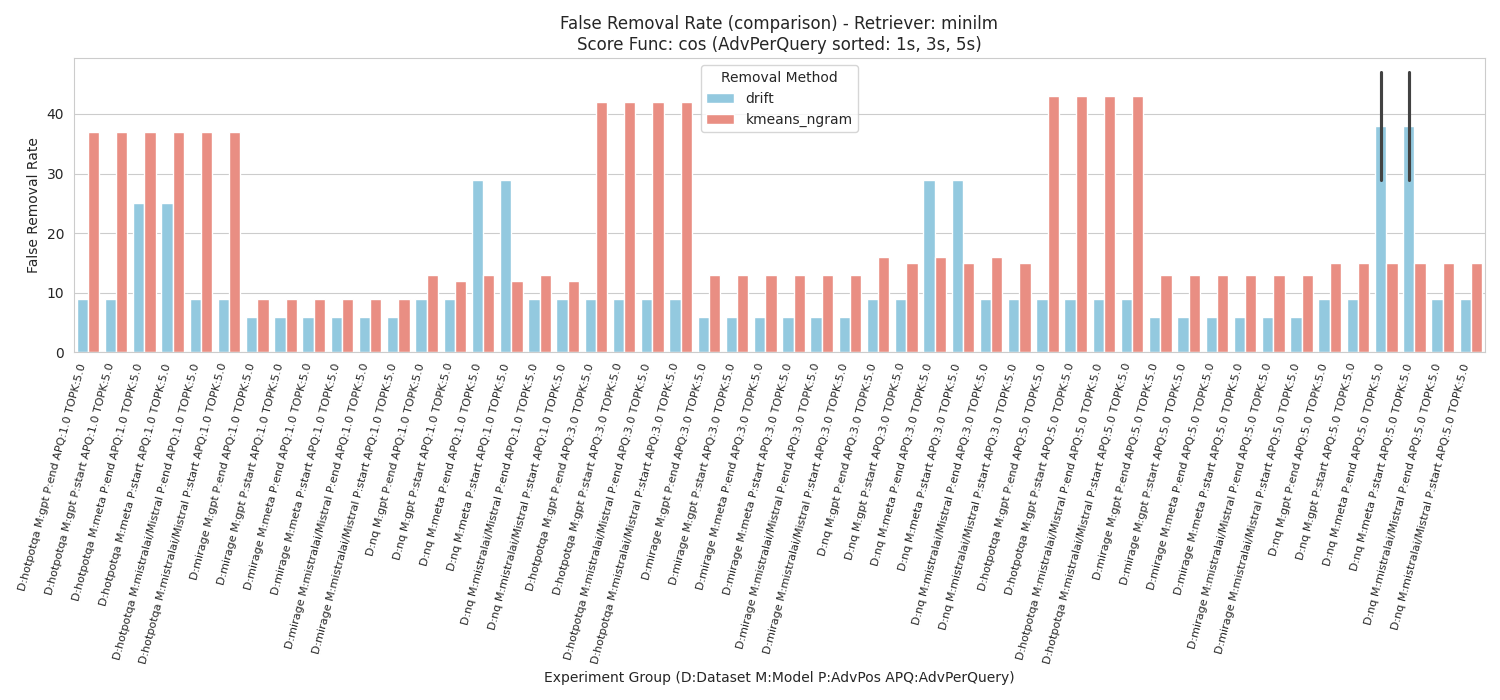 False Removal Rate (comparison) - Retriever: minilm
Score Func: cos (AdvPerQuery sorted: 1s, 3s, 5s)
Removal Method
drift
kmeans_ngram
False Removal Rate
40
30
20
10
0
D:hotpotqa M:gpt P:end APQ:1.0 TOPK:5.0
D:hotpotqa M:gpt P:start APQ:1.0 TOPK:5.0
D:hotpotqa M:meta P:end APQ:1.0 TOPK:5.0
D:hotpotqa M:meta P:start APQ:1.0 TOPK:5.0
D:hotpotqa M:mistralai/Mistral P:end APQ:1.0 TOPK:5.0
D:hotpotqa M:mistralai/Mistral P:start APQ:1.0 TOPK:5.0
D:mirage M:gpt P:end APQ:1.0 TOPK:5.0
D:mirage M:gpt P:start APQ:1.0 TOPK:5.0
D:mirage M:meta P:end APQ:1.0 TOPK:5.0
D:mirage M:meta P:start APQ:1.0 TOPK:5.0
D:mirage M:mistralai/Mistral P:end APQ:1.0 TOPK:5.0
D:mirage M:mistralai/Mistral P:start APQ:1.0 TOPK:5.0
D:nq M:gpt P:end APQ:1.0 TOPK:5.0
D:nq M:gpt P:start APQ:1.0 TOPK:5.0
D:nq M:meta P:end APQ:1.0 TOPK:5.0
D:nq M:meta P:start APQ:1.0 TOPK:5.0
D:nq M:mistralai/Mistral P:end APQ:1.0 TOPK:5.0
D:nq M:mistralai/Mistral P:start APQ:1.0 TOPK:5.0
D:hotpotqa M:gpt P:end APQ:3.0 TOPK:5.0
D:hotpotqa M:gpt P:start APQ:3.0 TOPK:5.0
D:hotpotqa M:mistralai/Mistral P:end APQ:3.0 TOPK:5.0
D:hotpotqa M:mistralai/Mistral P:start APQ:3.0 TOPK:5.0
D:mirage M:gpt P:end APQ:3.0 TOPK:5.0
D:mirage M:gpt P:start APQ:3.0 TOPK:5.0
D:mirage M:meta P:end APQ:3.0 TOPK:5.0
D:mirage M:meta P:start APQ:3.0 TOPK:5.0
D:mirage M:mistralai/Mistral P:end APQ:3.0 TOPK:5.0
D:mirage M:mistralai/Mistral P:start APQ:3.0 TOPK:5.0
D:nq M:gpt P:end APQ:3.0 TOPK:5.0
D:nq M:gpt P:start APQ:3.0 TOPK:5.0
D:nq M:meta P:end APQ:3.0 TOPK:5.0
D:nq M:meta P:start APQ:3.0 TOPK:5.0
D:nq M:mistralai/Mistral P:end APQ:3.0 TOPK:5.0
D:nq M:mistralai/Mistral P:start APQ:3.0 TOPK:5.0
D:hotpotqa M:gpt P:end APQ:5.0 TOPK:5.0
D:hotpotqa M:gpt P:start APQ:5.0 TOPK:5.0
D:hotpotqa M:mistralai/Mistral P:end APQ:5.0 TOPK:5.0
D:hotpotqa M:mistralai/Mistral P:start APQ:5.0 TOPK:5.0
D:mirage M:gpt P:end APQ:5.0 TOPK:5.0
D:mirage M:gpt P:start APQ:5.0 TOPK:5.0
D:mirage M:meta P:end APQ:5.0 TOPK:5.0
D:mirage M:meta P:start APQ:5.0 TOPK:5.0
D:mirage M:mistralai/Mistral P:end APQ:5.0 TOPK:5.0
D:mirage M:mistralai/Mistral P:start APQ:5.0 TOPK:5.0
D:nq M:gpt P:end APQ:5.0 TOPK:5.0
D:nq M:gpt P:start APQ:5.0 TOPK:5.0
D:nq M:meta P:end APQ:5.0 TOPK:5.0
D:nq M:meta P:start APQ:5.0 TOPK:5.0
D:nq M:mistralai/Mistral P:end APQ:5.0 TOPK:5.0
D:nq M:mistralai/Mistral P:start APQ:5.0 TOPK:5.0
Experiment Group (D:Dataset M:Model P:AdvPos APQ:AdvPerQuery)